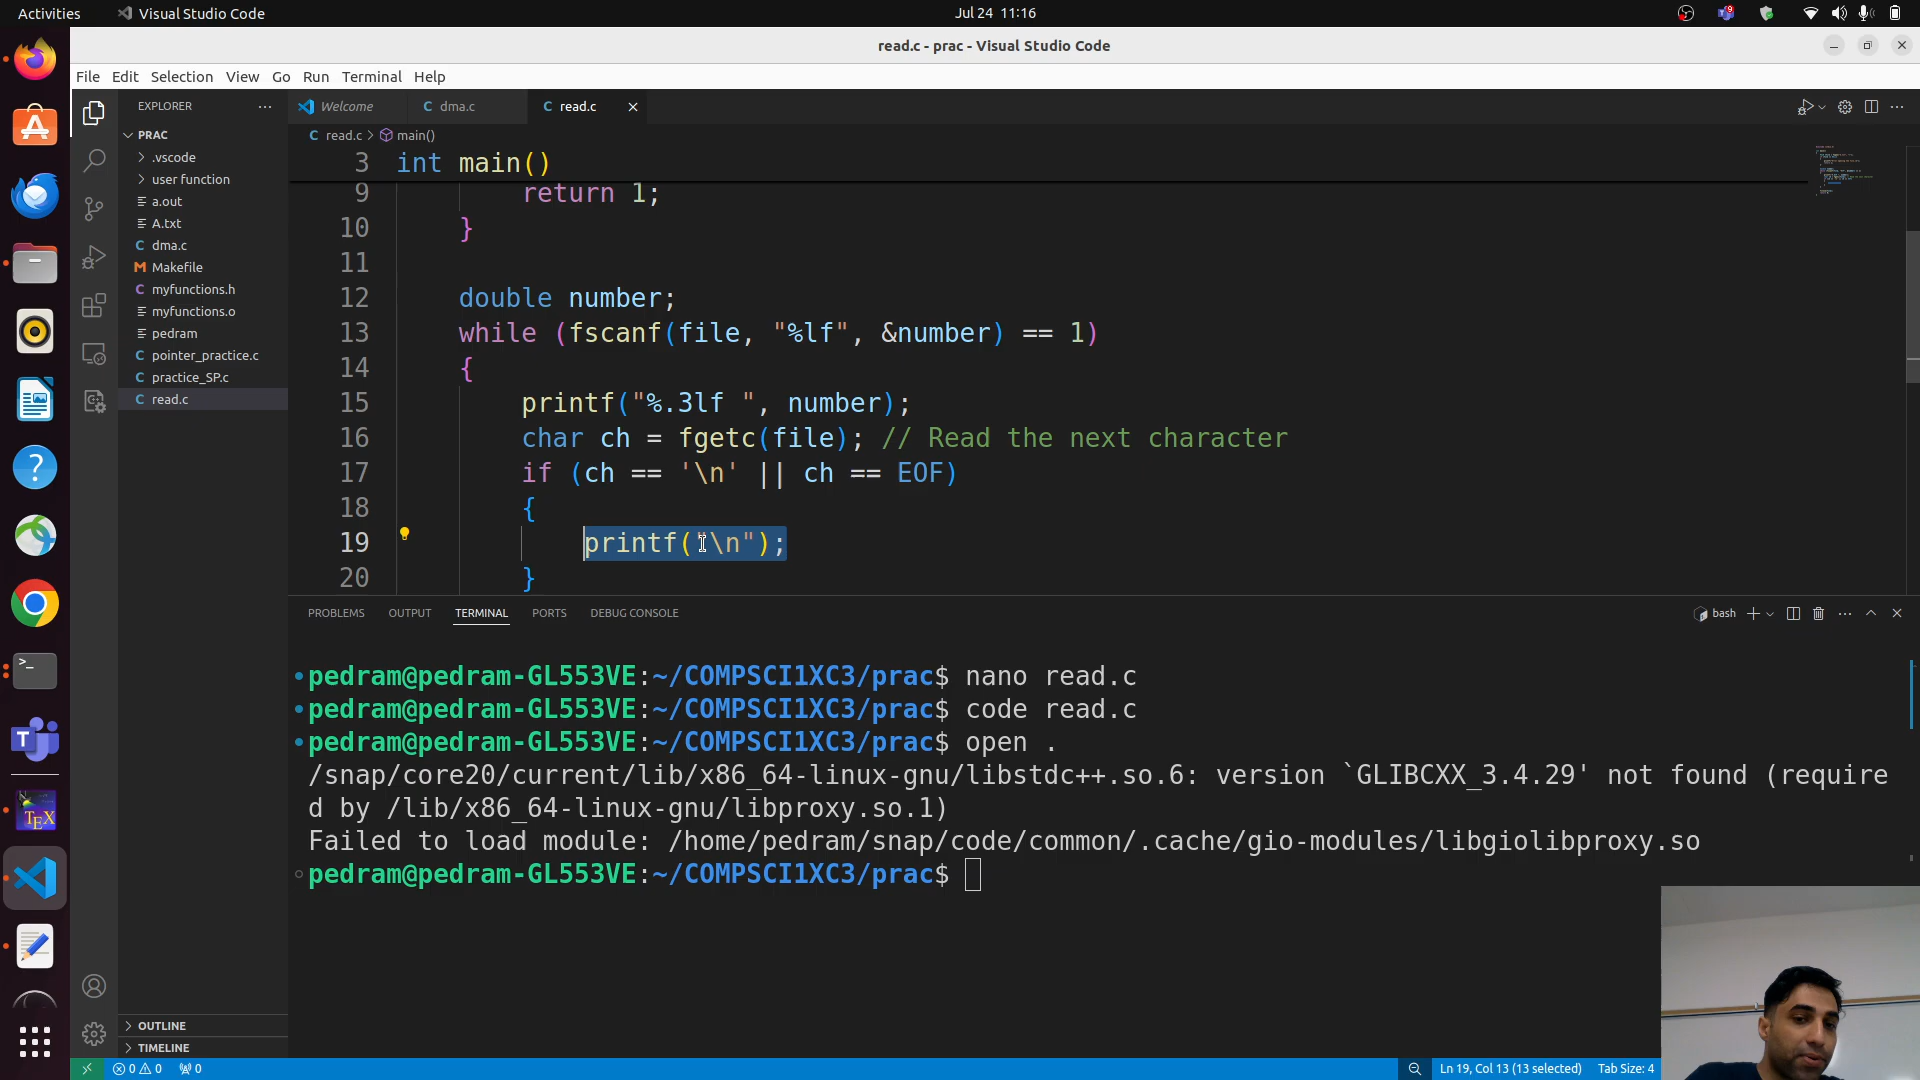 Activities
Visual Studio Code
Jul 24 11:16
read.c - prac - Visual Studio Code
File Edit Selection View Go Run Terminal Help
EXPLORER
Welcome
dma.c
read.c
PRAC
read.c > main()
.vscode
user function
a.out
A.txt
dma.c
Makefile
myfunctions.h
myfunctions.o
pedram
pointer_practice.c
practice_SP.c
read.c
3 int main()
9 return 1;
10 }
11
12 double number;
13 while (fscanf(file, "%lf", &number) == 1)
14 {
15 printf("%.3lf ", number);
16 char ch = fgetc(file); // Read the next character
17 if (ch == '\n' || ch == EOF)
18 {
19 printf("\n");
20 }
PROBLEMS OUTPUT TERMINAL PORTS DEBUG CONSOLE
bash
pedram@pedram-GL553VE:~/COMPSCI1XC3/prac$ nano read.c
pedram@pedram-GL553VE:~/COMPSCI1XC3/prac$ code read.c
pedram@pedram-GL553VE:~/COMPSCI1XC3/prac$ open .
/snap/core20/current/lib/x86_64-linux-gnu/libstdc++.so.6: version `GLIBCXX_3.4.29' not found (require
d by /lib/x86_64-linux-gnu/libproxy.so.1)
Failed to load module: /home/pedram/snap/code/common/.cache/gio-modules/libgiolibproxy.so
pedram@pedram-GL553VE:~/COMPSCI1XC3/prac$
OUTLINE
TIMELINE
0 0 0
Ln 19, Col 13 (13 selected) Tab Size: 4